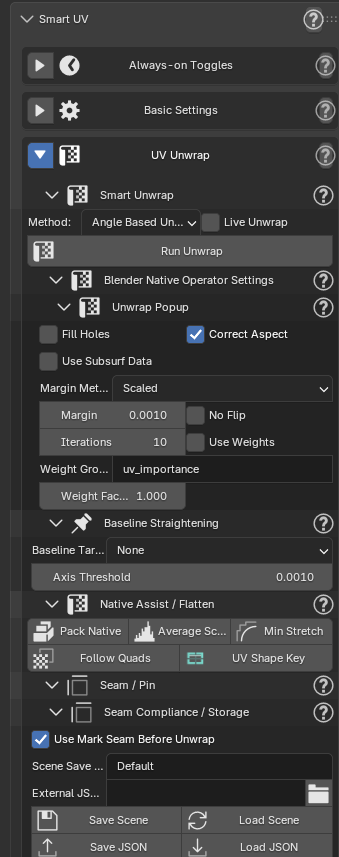 Smart UV ?
Always-on Toggles ?
Basic Settings ?
UV Unwrap ?
Smart Unwrap ?
Method: Angle Based Un... Live Unwrap
Run Unwrap
Blender Native Operator Settings ?
Unwrap Popup ?
Fill Holes Correct Aspect
Use Subsurf Data
Margin Met... Scaled
Margin 0.0010 No Flip
Iterations 10 Use Weights
Weight Gro... uv_importance
Weight Fac... 1.000
Baseline Straightening ?
Baseline Tar... None
Axis Threshold 0.0010
Native Assist / Flatten ?
Pack Native Average Sc... Min Stretch
Follow Quads UV Shape Key
Seam / Pin ?
Seam Compliance / Storage ?
Use Mark Seam Before Unwrap
Scene Save ... Default
External JS...
Save Scene Load Scene
Save JSON Load JSON